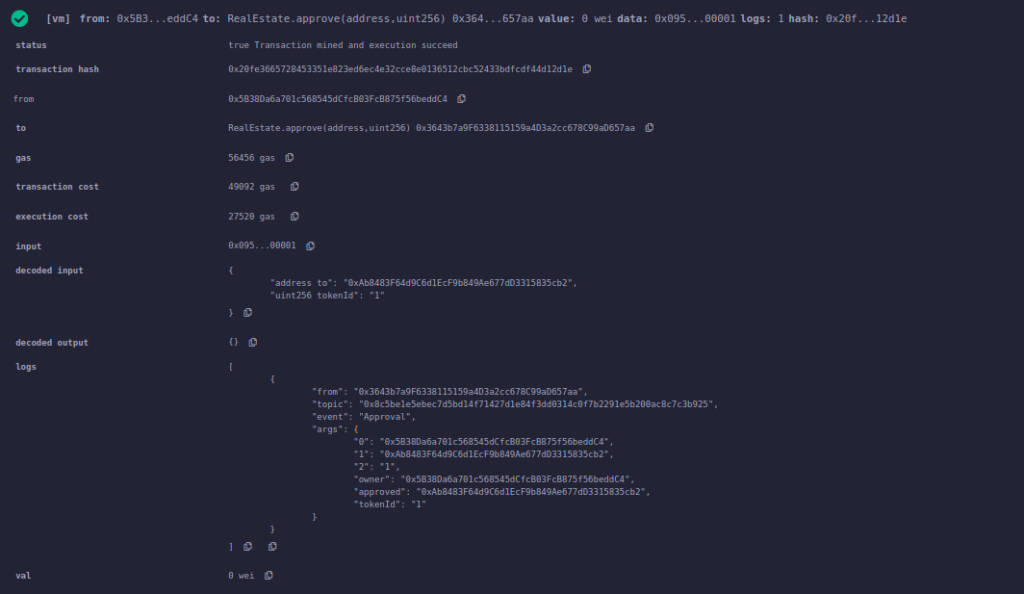 [vm] from: 0x5B3...eddC4 to: RealEstate.approve(address,uint256) 0x364...657aa value: 0 wei data: 0x095...00001 logs: 1 hash: 0x20f...12d1e
status true Transaction mined and execution succeed
transaction hash 0x20fe3665728453351e823ed6ec4e32cce8e0136512cbc52433bdfcdf44d12d1e
from 0x5B38Da6a701c568545dCfcB03FcB875f56beddC4
to RealEstate.approve(address,uint256) 0x3643b7a9F6338115159a4D3a2cc678C99aD657aa
gas 56456 gas
transaction cost 49092 gas
execution cost 27520 gas
input 0x095...00001
decoded input {
"address to": "0xAb8483F64d9C6d1EcF9b849Ae677dD3315835cb2",
"uint256 tokenId": "1"
}
decoded output {}
logs [
{
"from": "0x3643b7a9F6338115159a4D3a2cc678C99aD657aa",
"topic": "0x8c5be1e5ebec7d5bd14f71427d1e84f3dd0314c0f7b2291e5b200ac8c7c3b925",
"event": "Approval",
"args": {
"0": "0x5B38Da6a701c568545dCfcB03FcB875f56beddC4",
"1": "0xAb8483F64d9C6d1EcF9b849Ae677dD3315835cb2",
"2": "1",
"owner": "0x5B38Da6a701c568545dCfcB03FcB875f56beddC4",
"approved": "0xAb8483F64d9C6d1EcF9b849Ae677dD3315835cb2",
"tokenId": "1"
}
}
]
val 0 wei